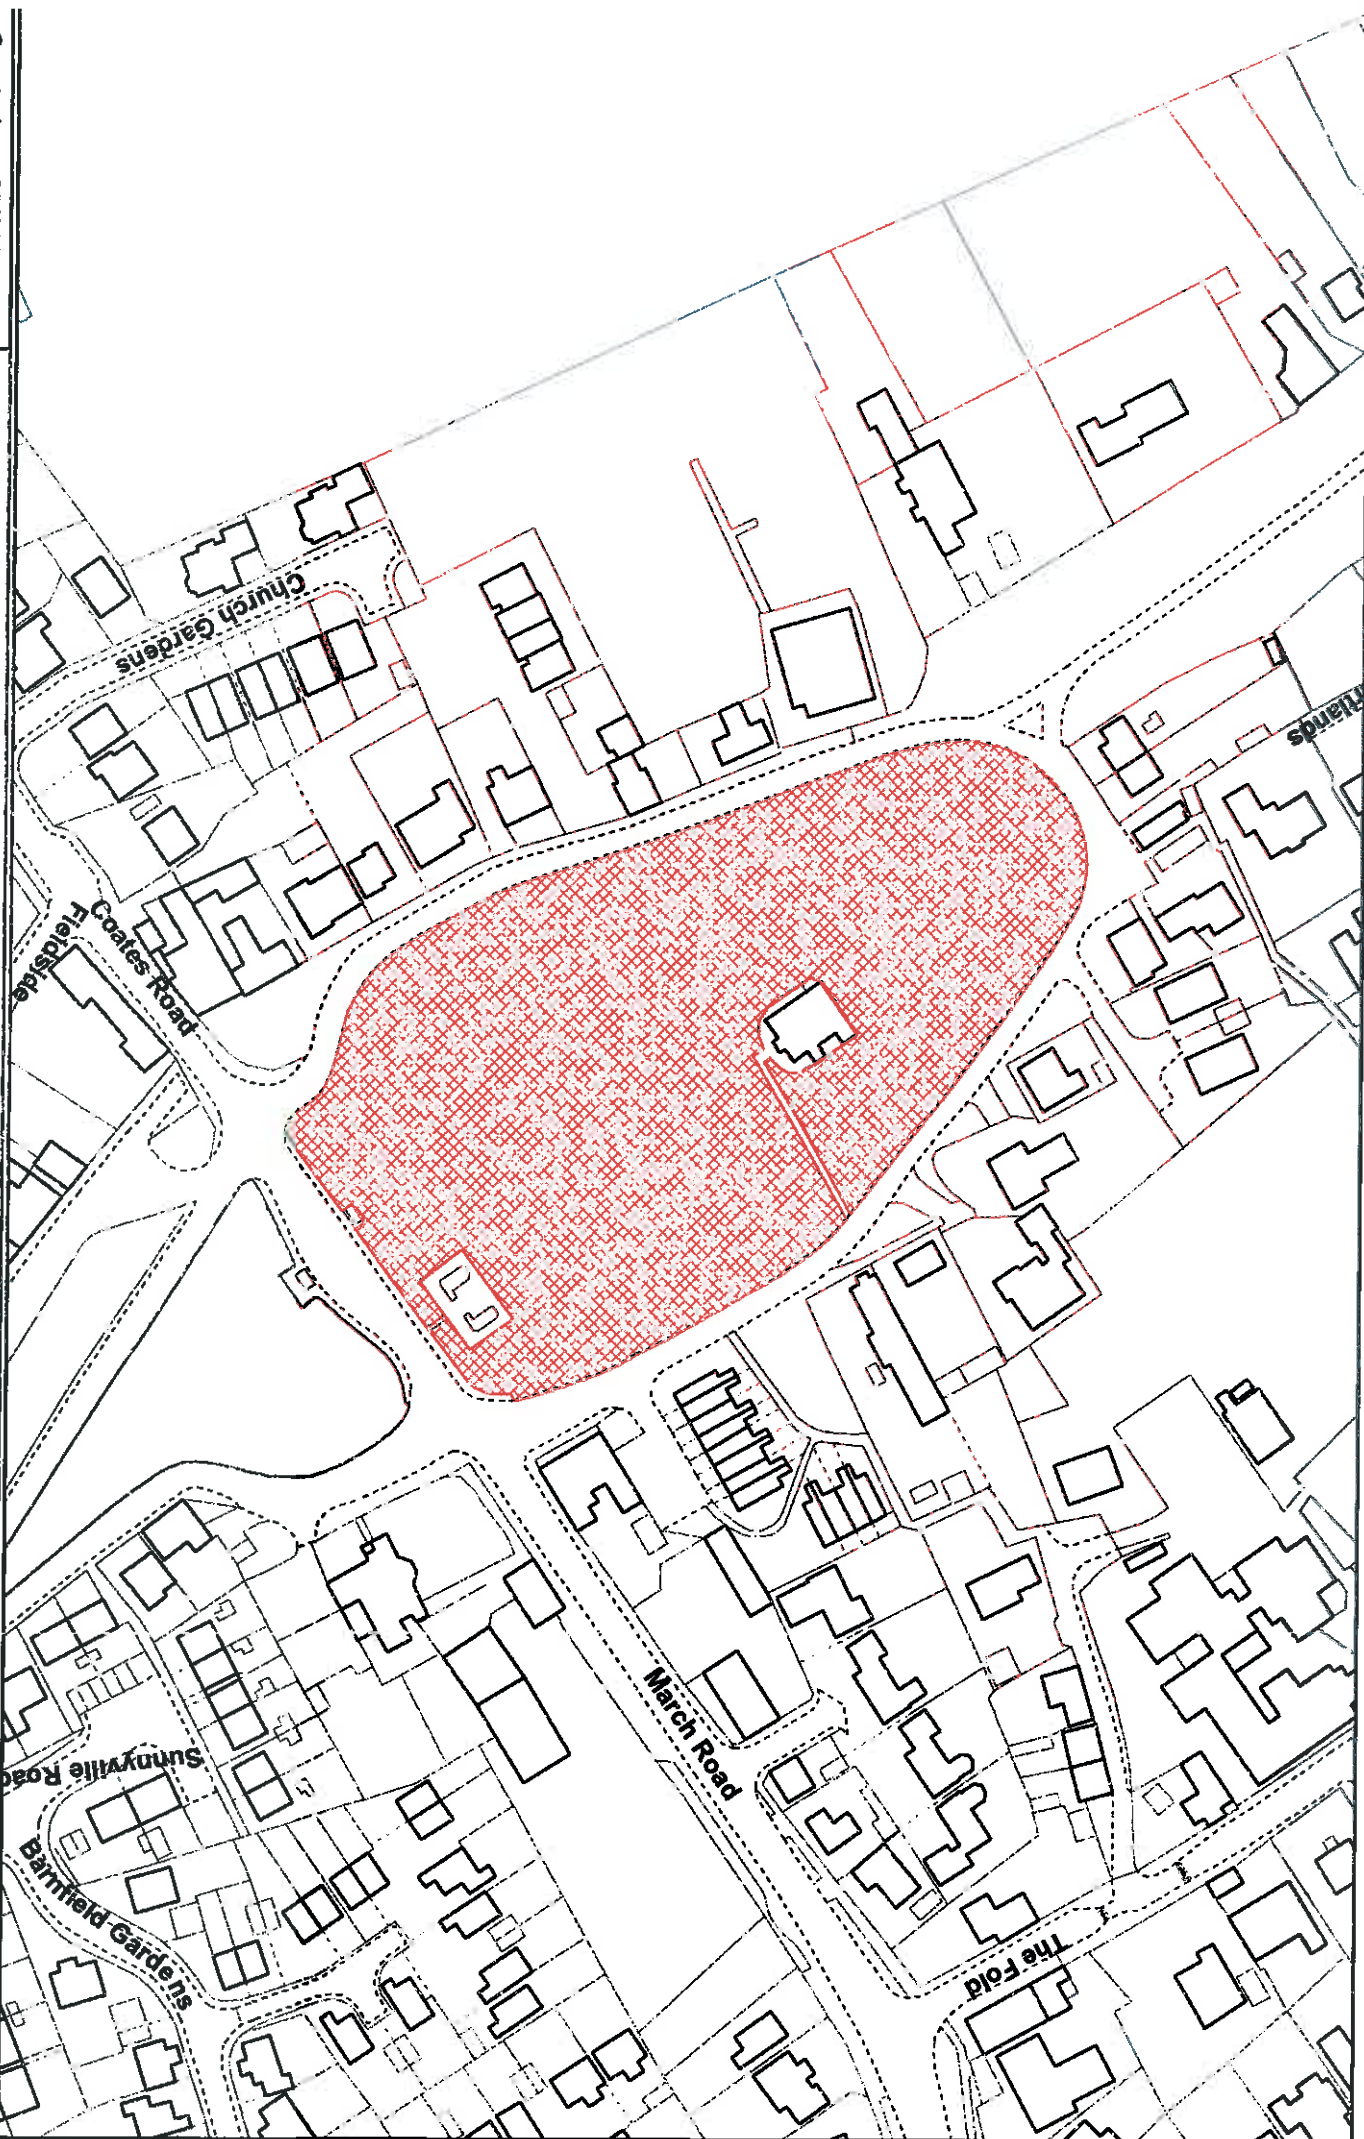 Church Gardens
Coates Road
Fieldside
March Road
Sunnyville Road
Barnfield Gardens
The Fold